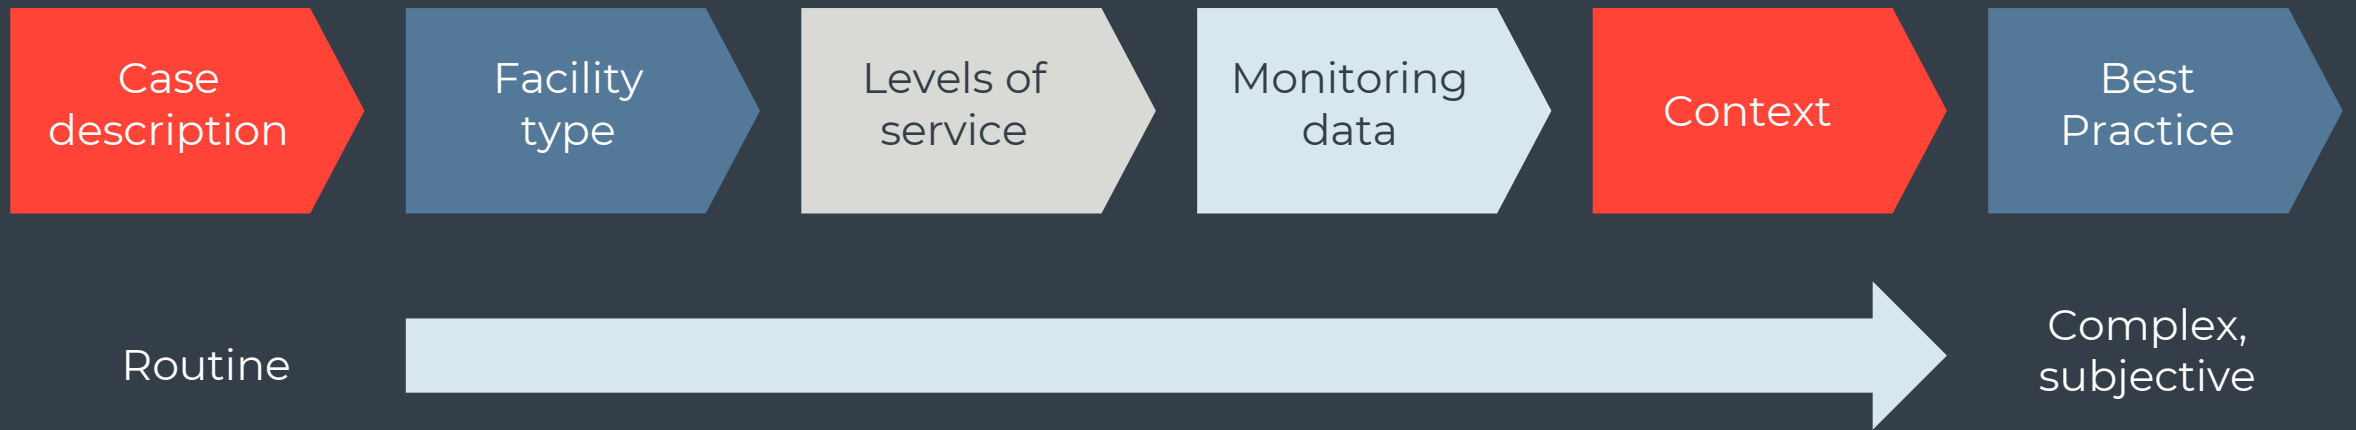 Case
description
Facility
type
Levels of
service
Monitoring
data
Context
Best
Practice
Routine
Complex,
subjective